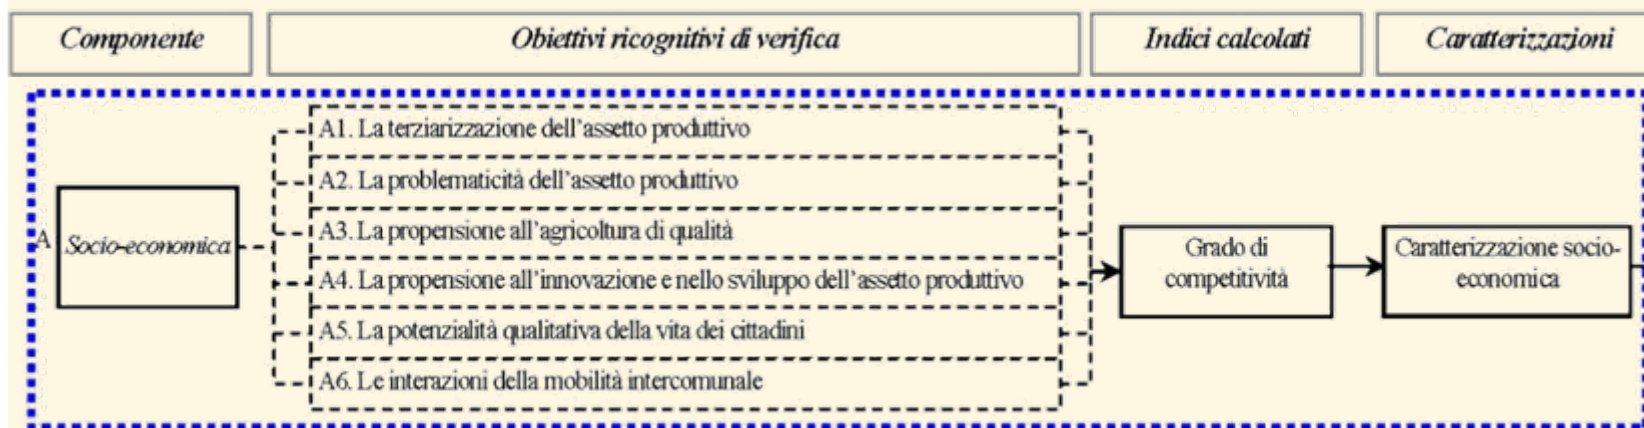 Componente
Obiettivi ricognitivi di verifica
Indici calcolati
Caratterizzazioni
A
Socio-economica
A1. La terziarizzazione dell'assetto produttivo
A2. La problematicità dell'assetto produttivo
A3. La propensione all'agricoltura di qualità
A4. La propensione all'innovazione e nello sviluppo dell'assetto produttivo
A5. La potenzialità qualitativa della vita dei cittadini
A6. Le interazioni della mobilità intercomunale
Grado di
competitività
Caratterizzazione socio-
economica